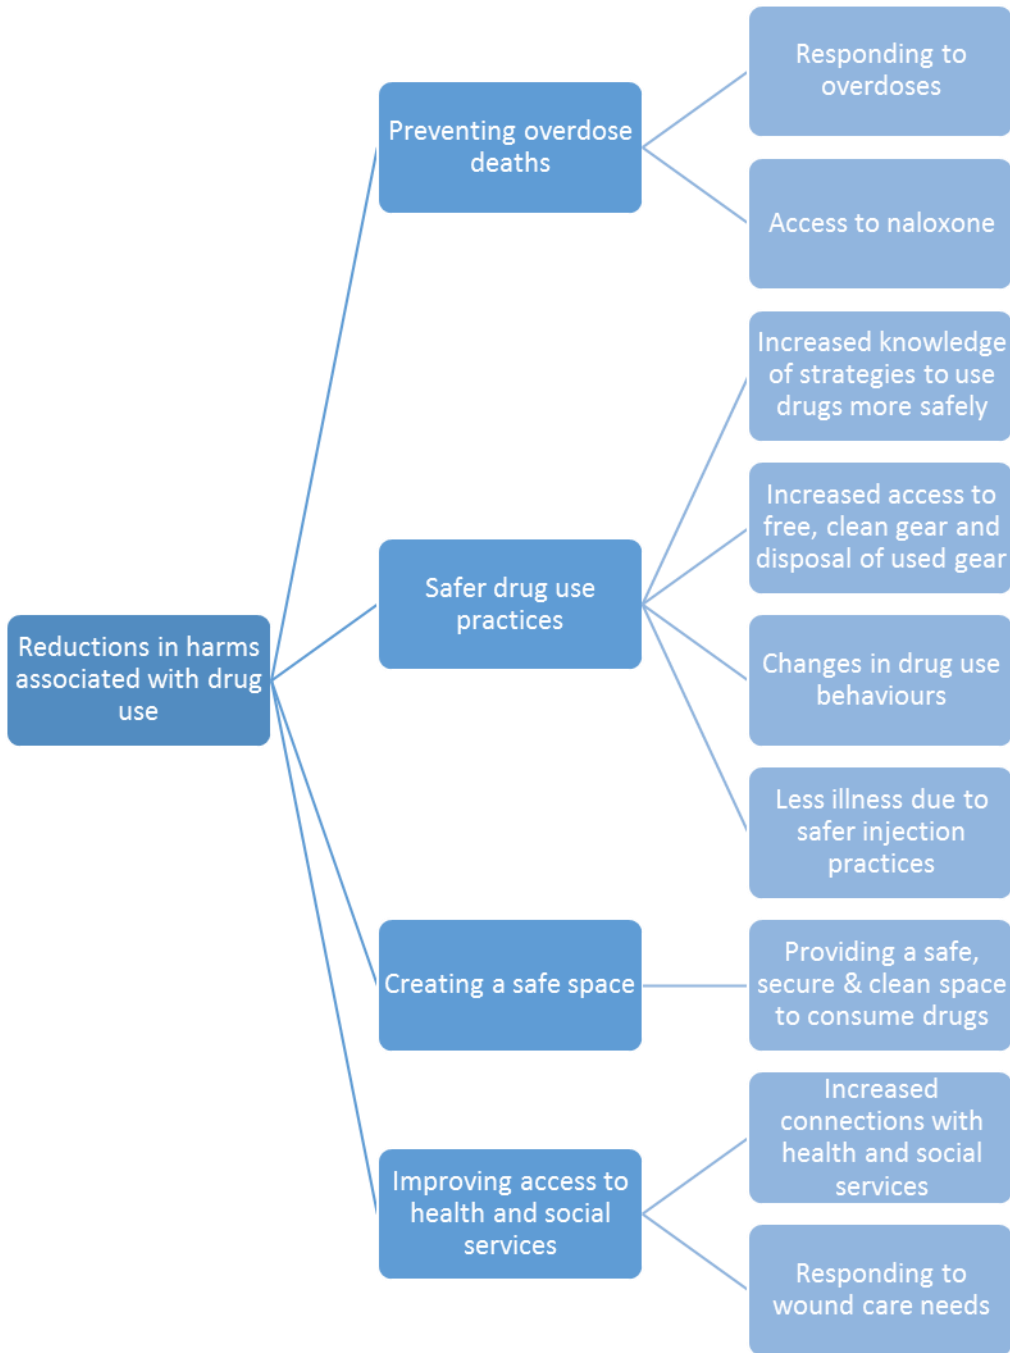 Reductions in harms
associated with drug
use
Preventing overdose
deaths
Responding to
overdoses
Access to naloxone
Safer drug use
practices
Increased knowledge
of strategies to use
drugs more safely
Increased access to
free, clean gear and
disposal of used gear
Changes in drug use
behaviours
Less illness due to
safer injection
practices
Creating a safe space
Providing a safe,
secure & clean space
to consume drugs
Improving access to
health and social
services
Increased
connections with
health and social
services
Responding to
wound care needs